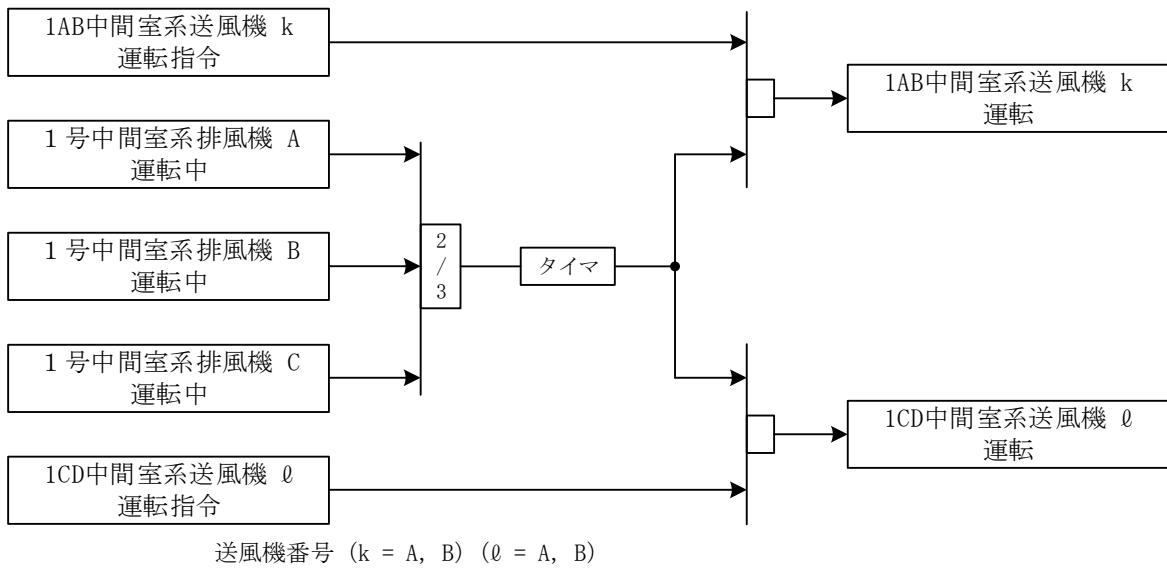 1AB中間室系送風機 k
運転指令
1AB中間室系送風機 k
運転
１号中間室系排風機 A
運転中
１号中間室系排風機 B
運転中
2
/
3
タイマ
１号中間室系排風機 C
運転中
1CD中間室系送風機 ℓ
運転
1CD中間室系送風機 ℓ
運転指令
送風機番号 (k = A, B) (ℓ = A, B)